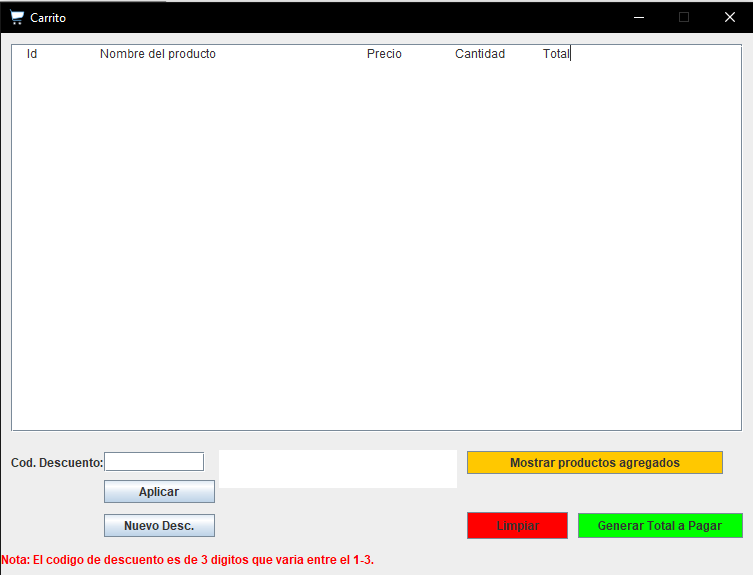 Carrito
Id Nombre del producto Precio Cantidad Total
Cod. Descuento:
Mostrar productos agregados
Aplicar
Nuevo Desc.
Limpiar
Generar Total a Pagar
Nota: El codigo de descuento es de 3 digitos que varia entre el 1-3.